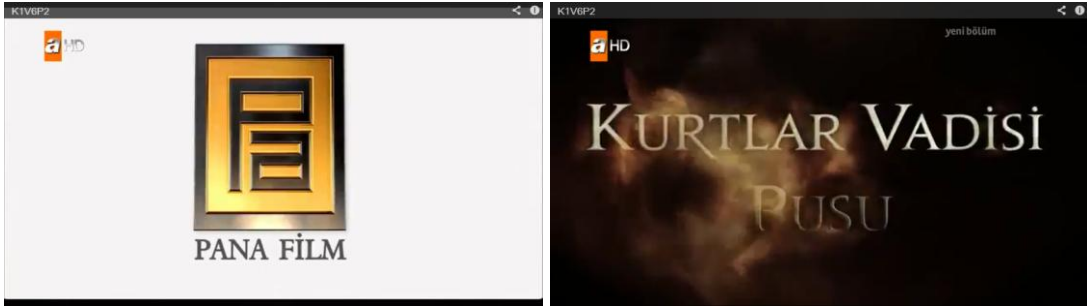 K1V6P2
a HD
PANA FİLM
K1V6P2
yeni bölüm
a HD
KURTLAR VADİSİ
PUSU